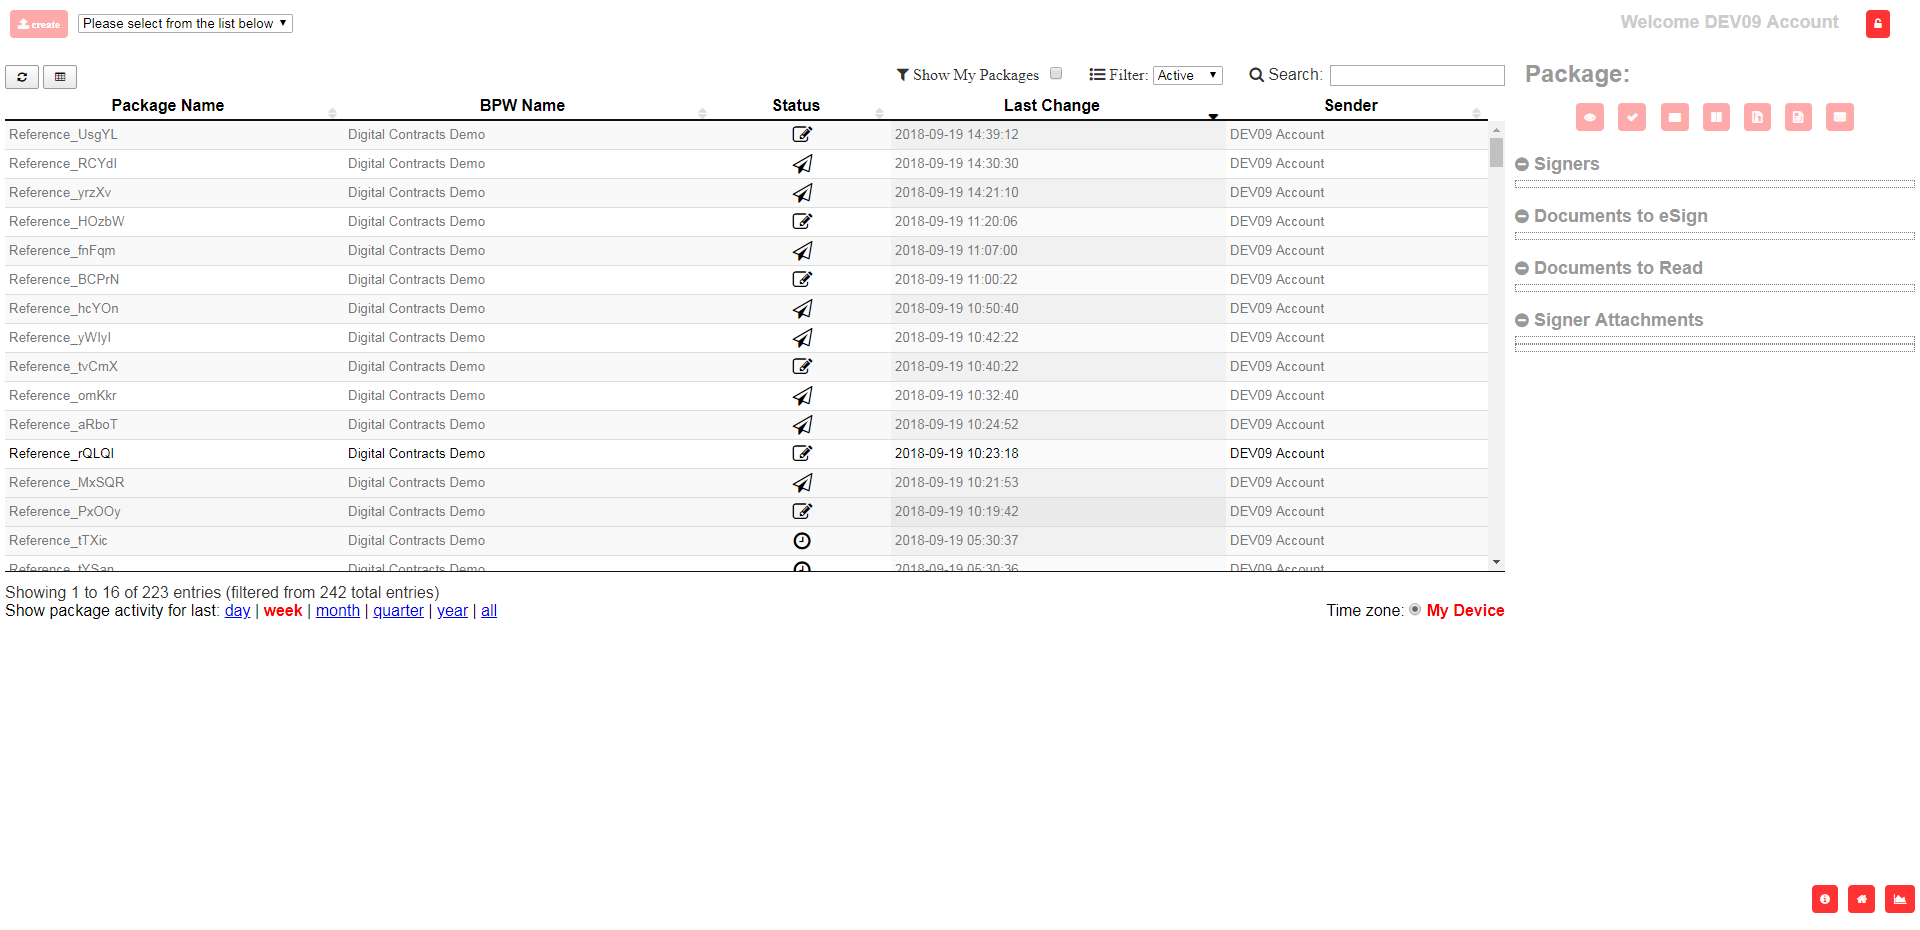 create Please select from the list below Welcome DEV09 Account
Show My Packages Filter: Active Search: Package:
Package Name BPW Name Status Last Change Sender
Reference_UsgYL Digital Contracts Demo 2018-09-19 14:39:12 DEV09 Account
Reference_RCYdI Digital Contracts Demo 2018-09-19 14:30:30 DEV09 Account
Reference_yrzXv Digital Contracts Demo 2018-09-19 14:21:10 DEV09 Account
Reference_HOzbW Digital Contracts Demo 2018-09-19 11:20:06 DEV09 Account
Reference_fnFqm Digital Contracts Demo 2018-09-19 11:07:00 DEV09 Account
Reference_BCPrN Digital Contracts Demo 2018-09-19 11:00:22 DEV09 Account
Reference_hcYOn Digital Contracts Demo 2018-09-19 10:50:40 DEV09 Account
Reference_yWIyI Digital Contracts Demo 2018-09-19 10:42:22 DEV09 Account
Reference_tvCmX Digital Contracts Demo 2018-09-19 10:40:22 DEV09 Account
Reference_omKkr Digital Contracts Demo 2018-09-19 10:32:40 DEV09 Account
Reference_aRboT Digital Contracts Demo 2018-09-19 10:24:52 DEV09 Account
Reference_rQLQI Digital Contracts Demo 2018-09-19 10:23:18 DEV09 Account
Reference_MxSQR Digital Contracts Demo 2018-09-19 10:21:53 DEV09 Account
Reference_PxOOy Digital Contracts Demo 2018-09-19 10:19:42 DEV09 Account
Reference_tTXic Digital Contracts Demo 2018-09-19 05:30:37 DEV09 Account
Reference_tYSan Digital Contracts Demo 2018-09-19 05:30:36 DEV09 Account
Showing 1 to 16 of 223 entries (filtered from 242 total entries)
Show package activity for last: day | week | month | quarter | year | all Time zone: My Device
Signers
Documents to eSign
Documents to Read
Signer Attachments